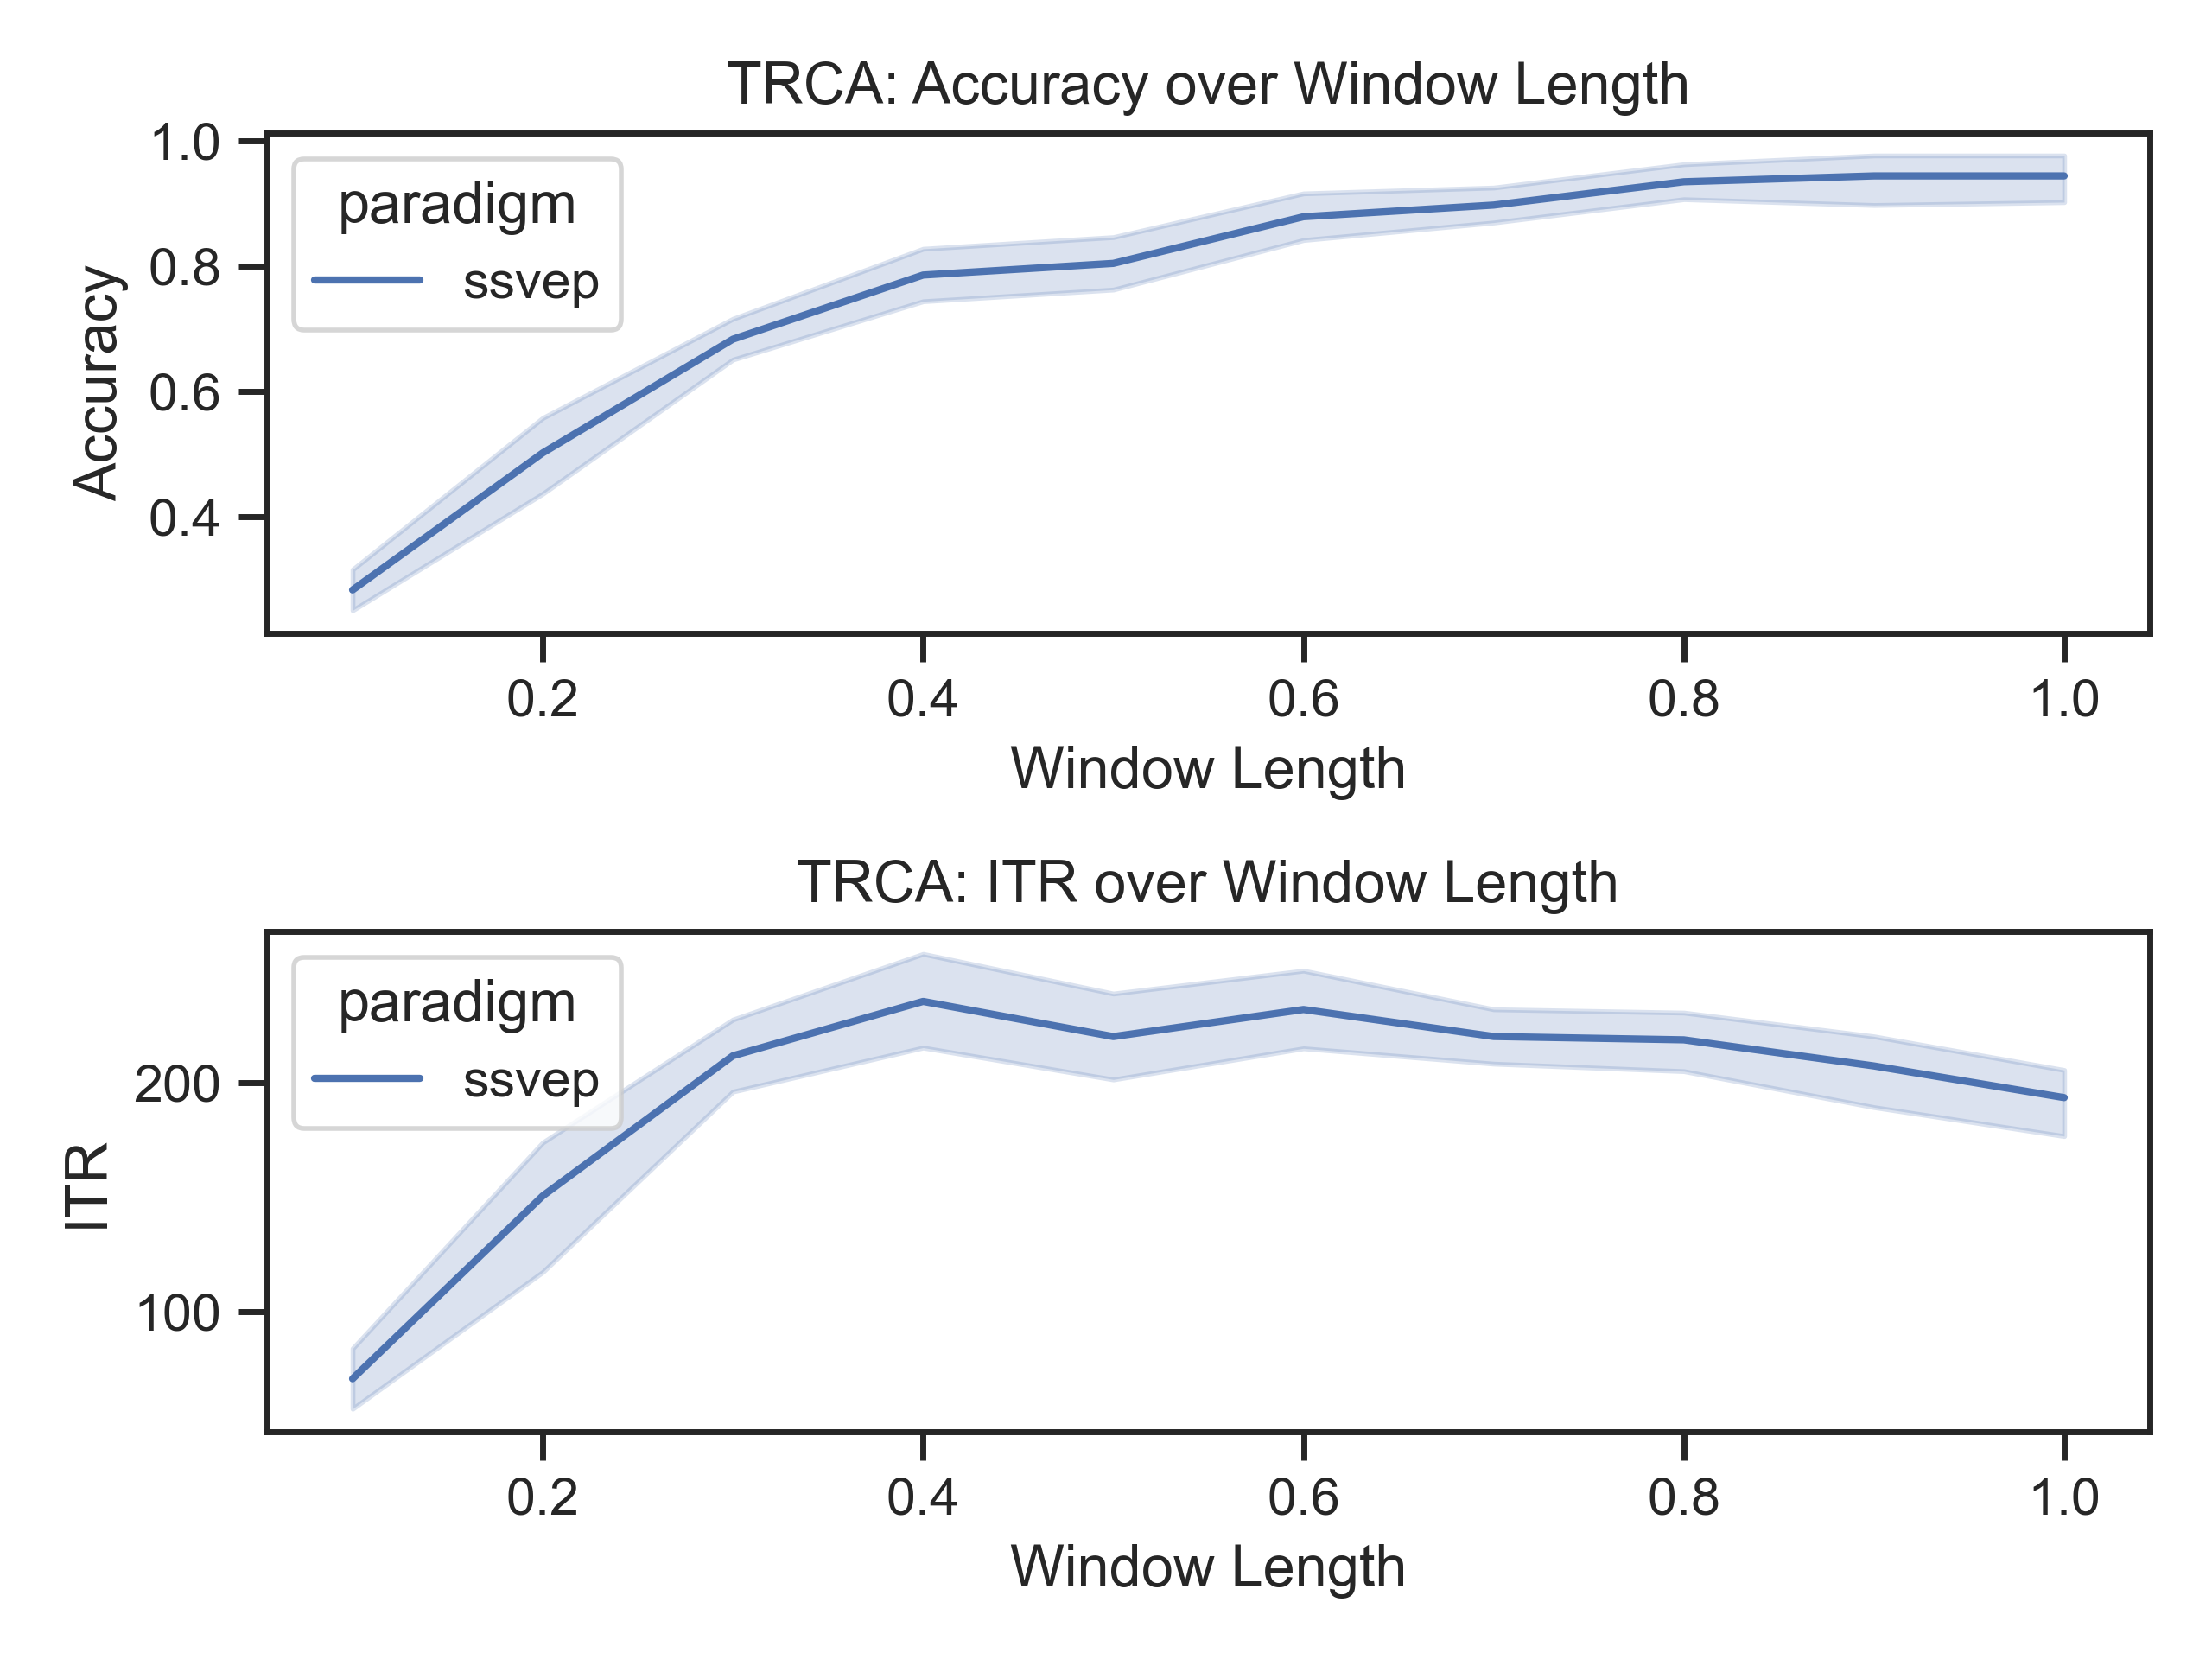 TRCA: Accuracy over Window Length
1.0
0.8
0.6
0.4
Accuracy
paradigm
ssvep
0.2 0.4 0.6 0.8 1.0
Window Length
TRCA: ITR over Window Length
200
100
ITR
paradigm
ssvep
0.2 0.4 0.6 0.8 1.0
Window Length